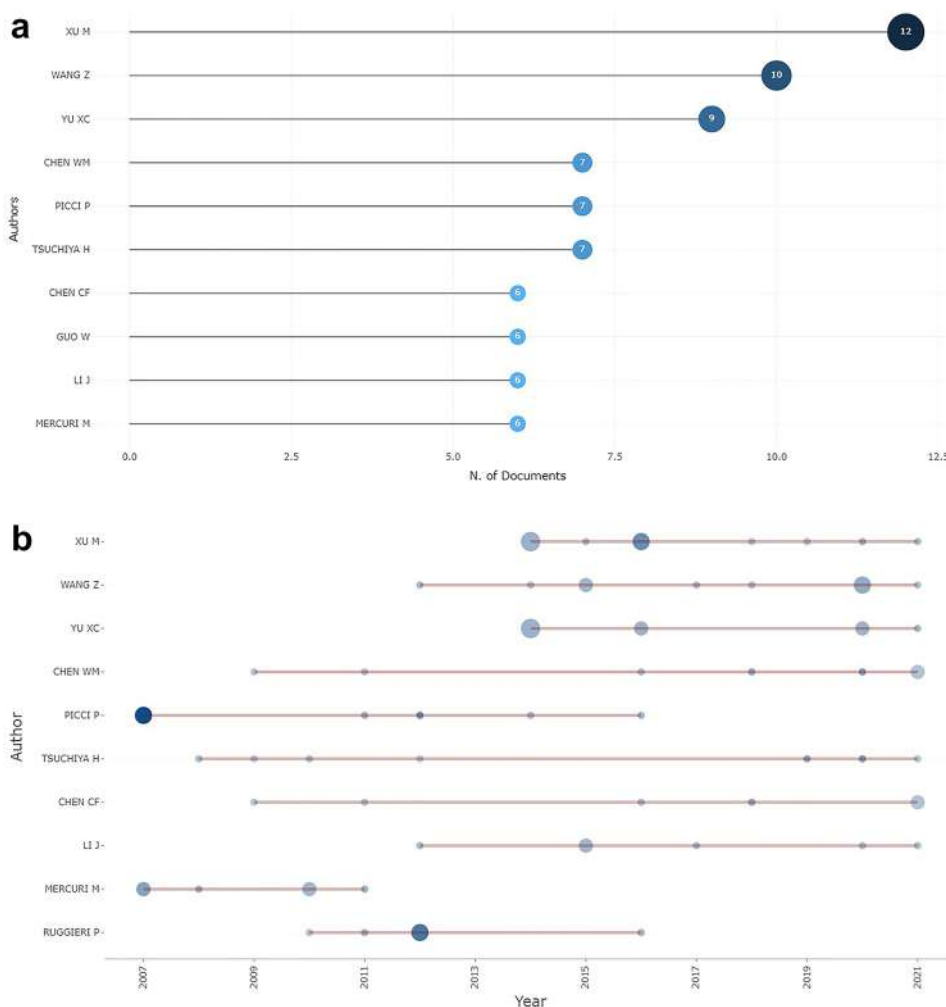 a
XU M
12
WANG Z
10
YU XC
9
CHEN WM
7
PICCI P
7
TSUCHIYA H
7
CHEN CF
6
GUO W
6
LI J
6
MERCURI M
6
Authors
0.0 2.5 5.0 7.5 10.0 12.5
N. of Documents
b
XU M-
WANG Z-
YU XC-
CHEN WM-
PICCI P-
TSUCHIYA H-
CHEN CF-
LI J-
MERCURI M-
RUGGIERI P-
Author
2007 2009 2011 2013 2015 2017 2019 2021
Year